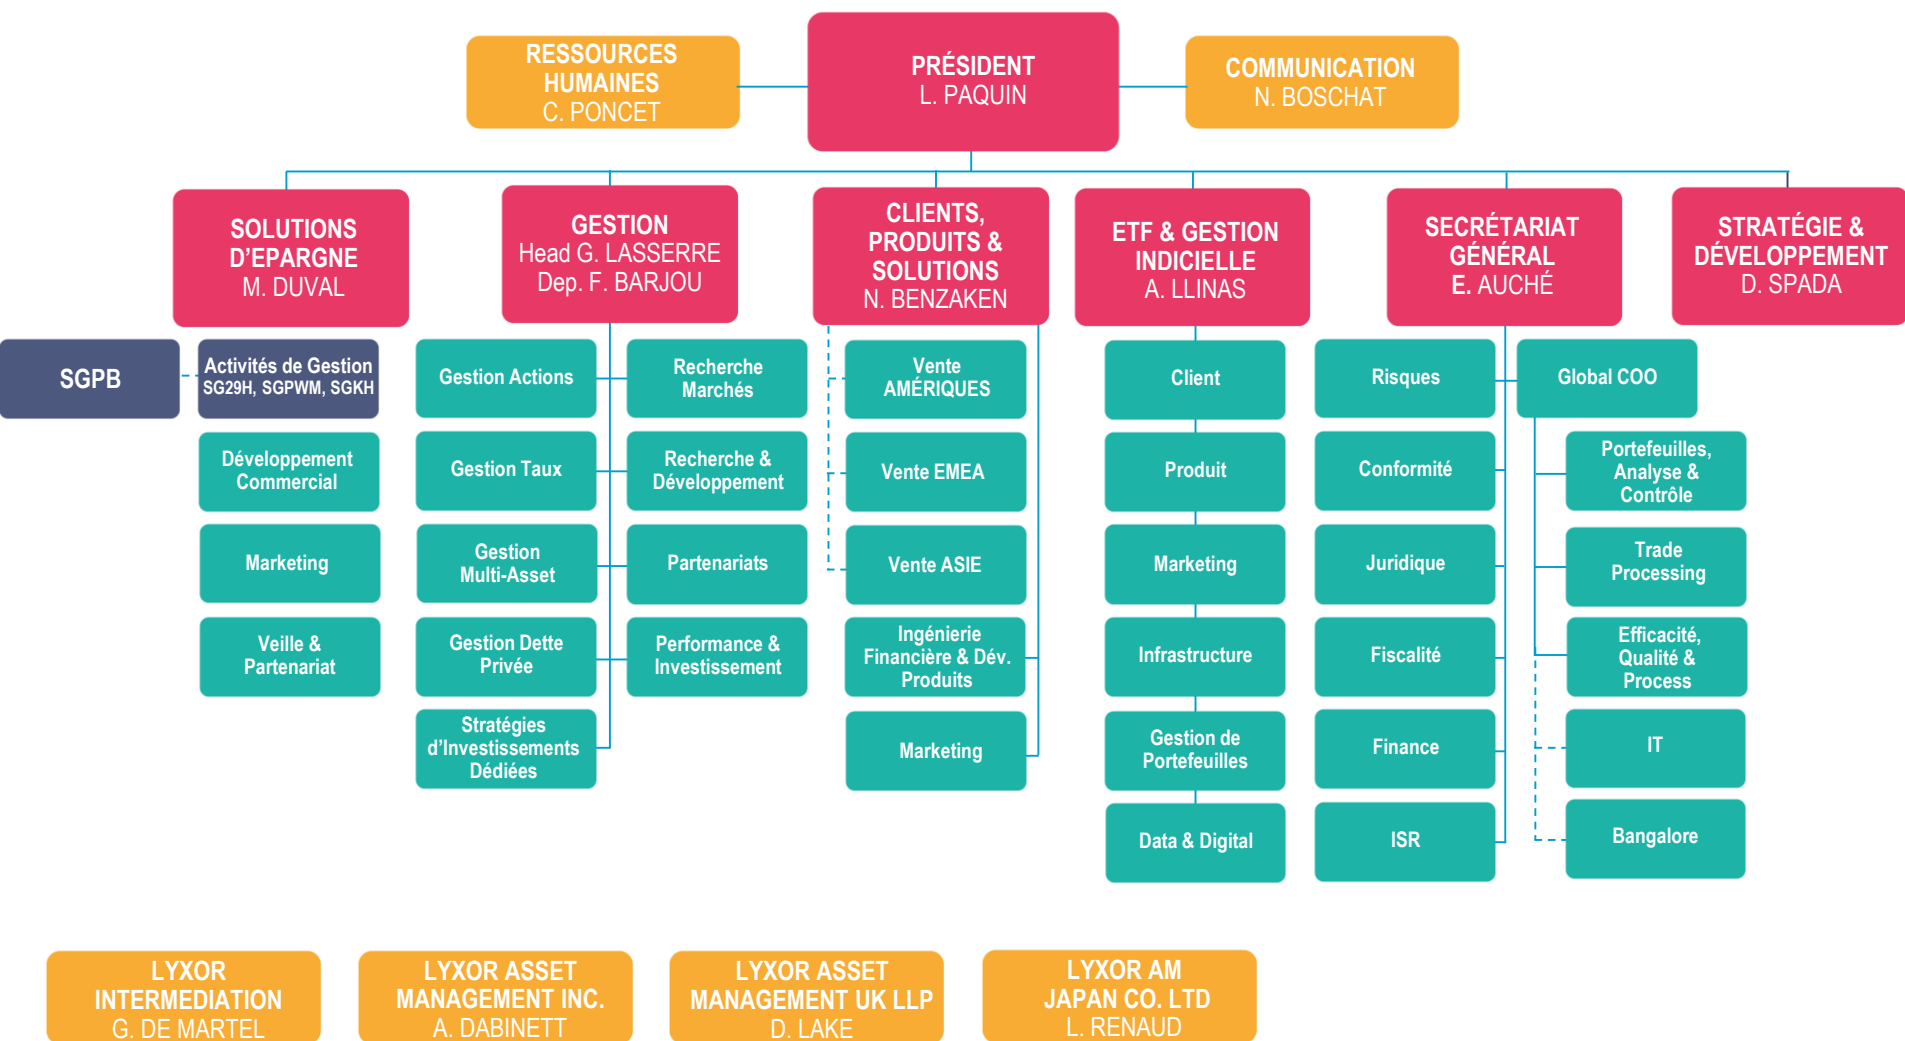 RESSOURCES
HUMAINES
C. PONCET
PRÉSIDENT
L. PAQUIN
COMMUNICATION
N. BOSCHAT
SOLUTIONS
D’EPARGNE
M. DUVAL
GESTION
Head G. LASSERRE
Dep. F. BARJOU
CLIENTS,
PRODUITS &
SOLUTIONS
N. BENZAKEN
ETF & GESTION
INDICIELLE
A. LLINAS
SECRÉTARIAT
GÉNÉRAL
E. AUCHÉ
STRATÉGIE &
DÉVELOPPEMENT
D. SPADA
SGPB
Activités de Gestion
SG29H, SGPWM, SGKH
Développement
Commercial
Marketing
Veille &
Partenariat
Gestion Actions
Gestion Taux
Gestion
Multi-Asset
Gestion Dette
Privée
Stratégies
d’Investissements
Dédiées
Recherche
Marchés
Recherche &
Développement
Partenariats
Performance &
Investissement
Vente
AMÉRIQUES
Vente EMEA
Vente ASIE
Ingénierie
Financière & Dév.
Produits
Marketing
Client
Produit
Marketing
Infrastructure
Gestion de
Portefeuilles
Data & Digital
Risques
Conformité
Juridique
Fiscalité
Finance
ISR
Global COO
Portefeuilles,
Analyse &
Contrôle
Trade
Processing
Efficacité,
Qualité &
Process
IT
Bangalore
LYXOR
INTERMEDIATION
G. DE MARTEL
LYXOR ASSET
MANAGEMENT INC.
A. DABINETT
LYXOR ASSET
MANAGEMENT UK LLP
D. LAKE
LYXOR AM
JAPAN CO. LTD
L. RENAUD